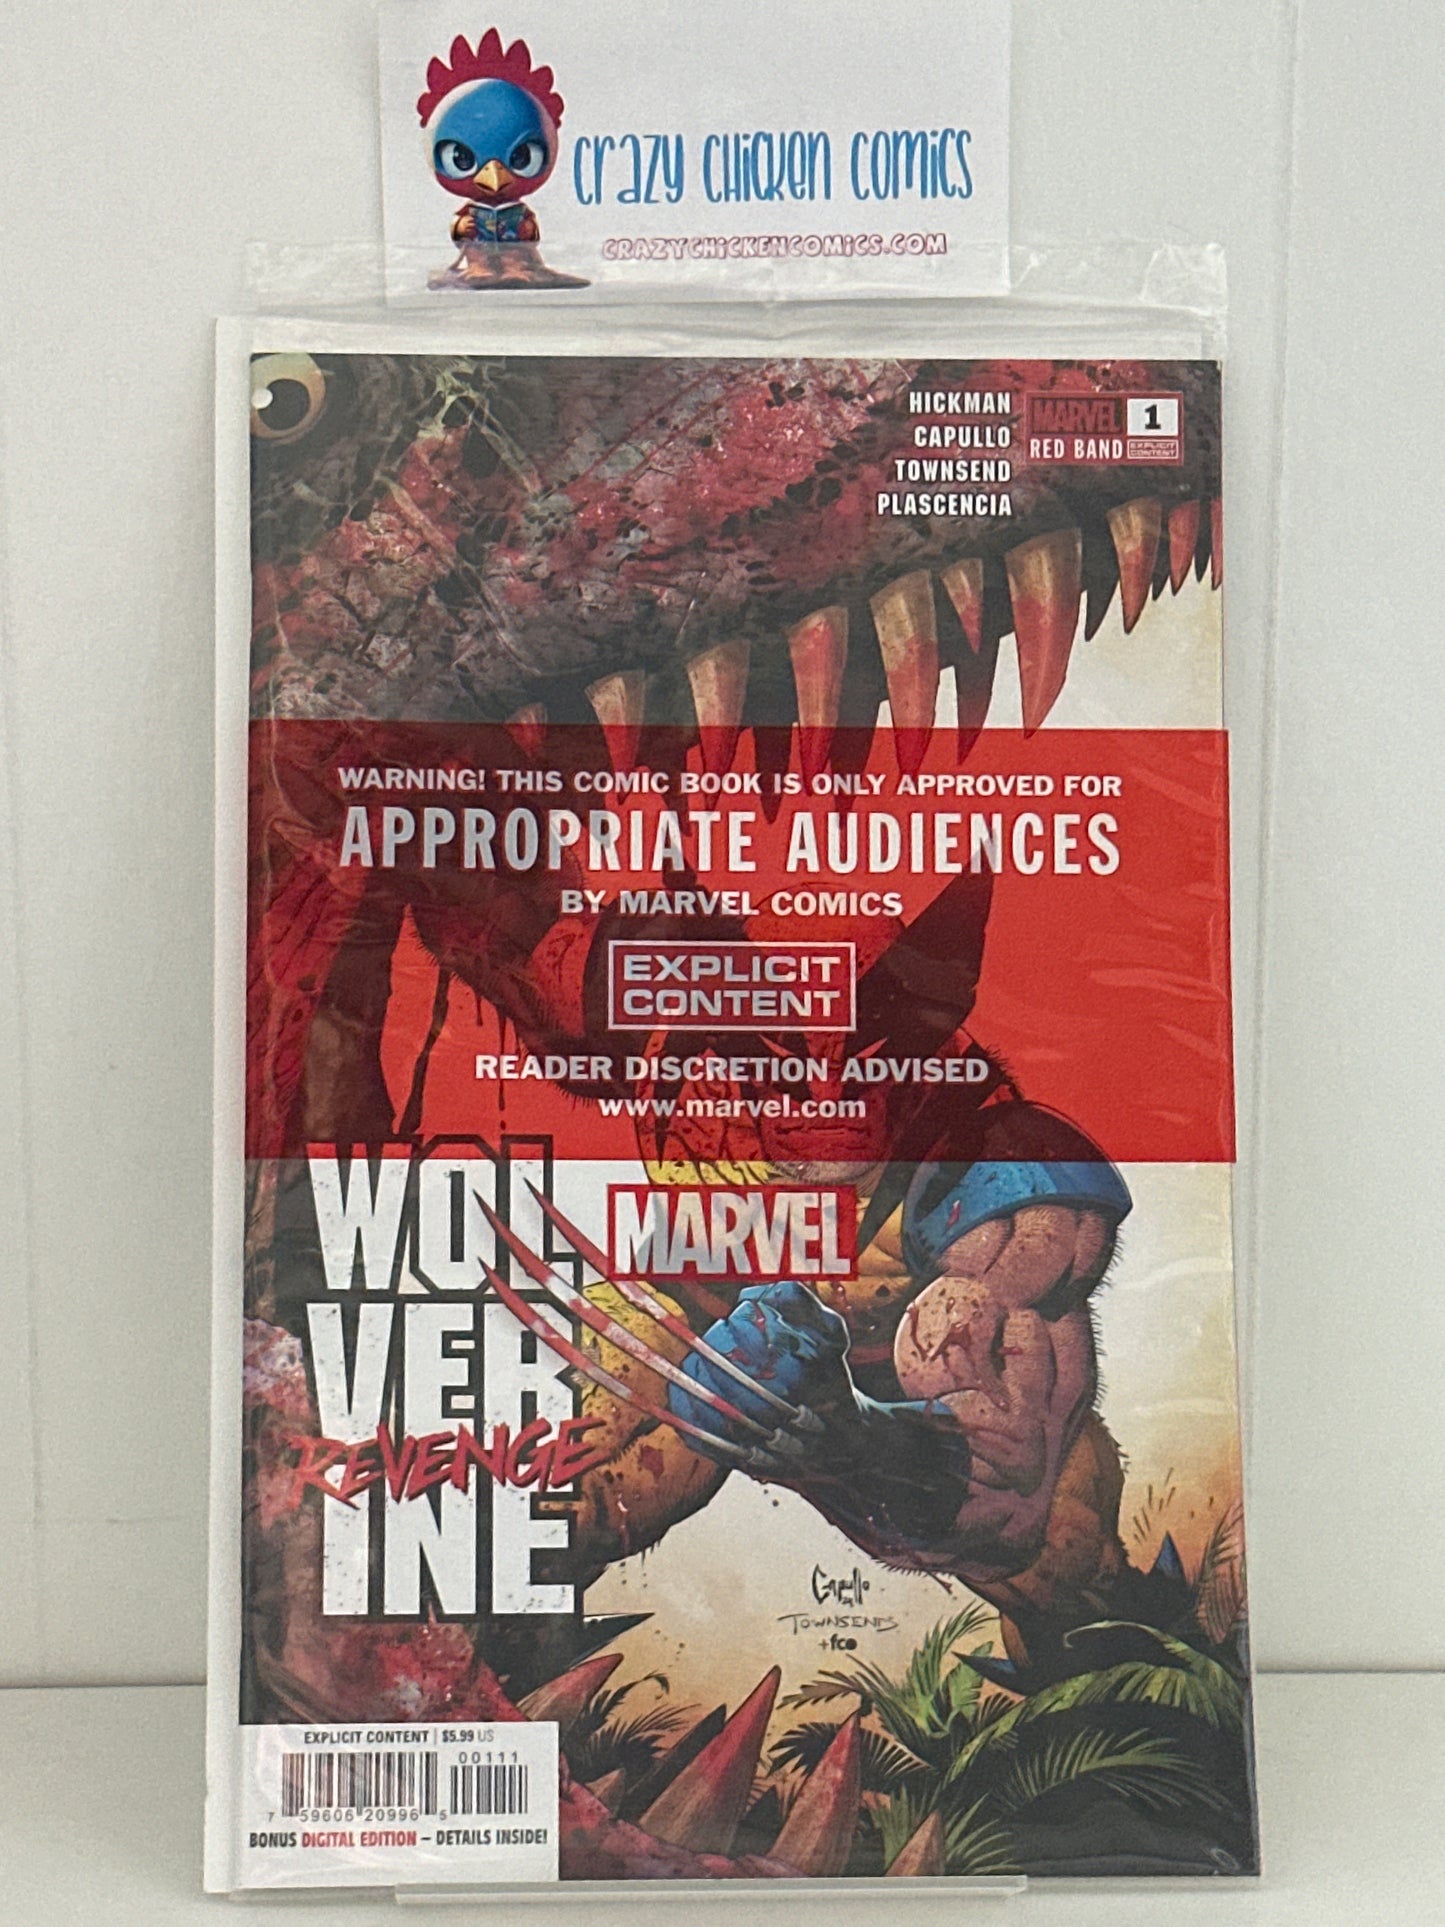 crazy chicken comics
CRAZYCHICKENCOMICS.COM
HICKMAN
CAPULLO
TOWNSEND
PLASCENCIA
MARVEL
1
RED BAND
EXPLICIT
CONTENT
WARNING! THIS COMIC BOOK IS ONLY APPROVED FOR
APPROPRIATE AUDIENCES
BY MARVEL COMICS
EXPLICIT
CONTENT
READER DISCRETION ADVISED
www.marvel.com
MARVEL
WOL
VER
REVENGE
INE
Capullo
24
TOWNSEND
+fco
EXPLICIT CONTENT | $5.99 US
00111
7 59606 20996 5
BONUS DIGITAL EDITION – DETAILS INSIDE!